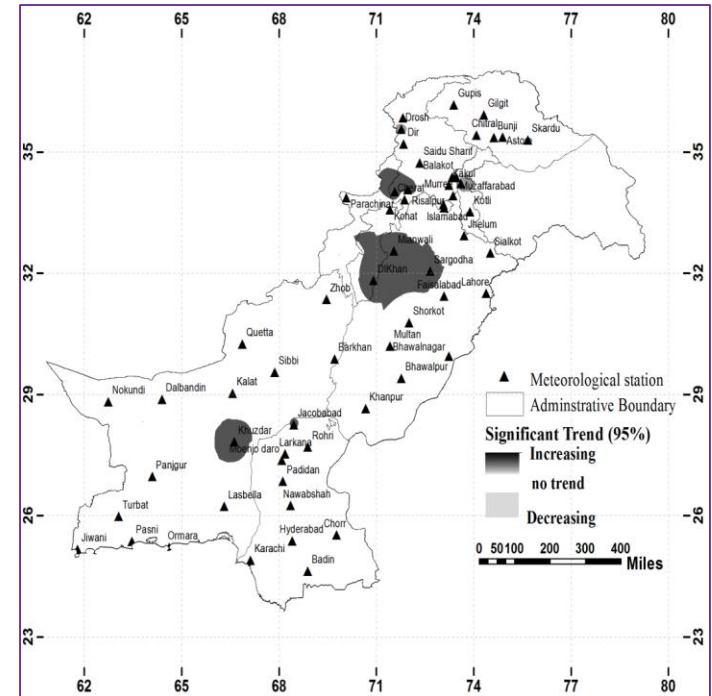 62 65 68 71 74 77 80
Gupis
Gilgit
Drosh
Chitral
Bunji
Skardu
Dir
Astore
35 35
Saidu Sharif
Balakot
Kakul
Murree
Muzaffarabad
Cherat
Parachinar
Risalpur
Kotli
Kohat
Islamabad
Jhelum
Mianwali
Sialkot
32 32
Sargodha
DIKhan
Zhob
Faisalabad
Lahore
Shorkot
Quetta
Multan
Barkhan
Bhawalnagar
Sibbi
Bhawalpur
29 29
Nokundi
Dalbandin
Kalat
Khanpur
Meteorological station
Adminstrative Boundary
Significant Trend (95%)
Increasing
no trend
Decreasing
Jacobabad
Khuzdar
Rohri
Moenjo daro
Larkana
Panjgur
Padidan
26 26
Turbat
Lasbella
Nawabshah
Jiwani
Pasni
Ormara
Hyderabad
Chorr
Karachi
Badin
0 50 100 200 300 400
Miles
23 23
62 65 68 71 74 77 80